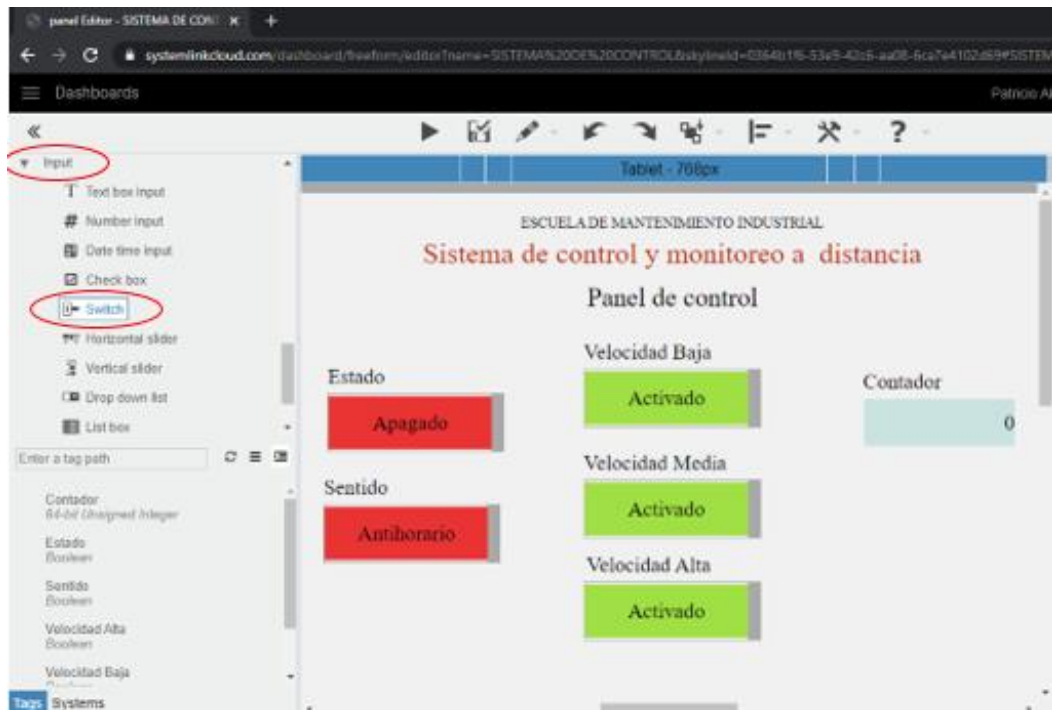 panel Editor - SISTEMA DE CON
systemlinkcloud.com/dashboard/freeform/editor?name=SISTEMA%20DE%20CONTROL&skylineId=
Dashboards
Patricio
Input
Text box input
Number input
Date time input
Check box
Switch
Horizontal slider
Vertical slider
Drop down list
List box
Enter a tag path
Contador
64-bit Unsigned Integer
Estado
Boolean
Sentido
Boolean
Velocidad Alta
Boolean
Velocidad Baja
Tags Systems
Tablet - 768px
ESCUELA DE MANTENIMIENTO INDUSTRIAL
Sistema de control y monitoreo a distancia
Panel de control
Estado
Apagado
Sentido
Antihorario
Velocidad Baja
Activado
Velocidad Media
Activado
Velocidad Alta
Activado
Contador
0